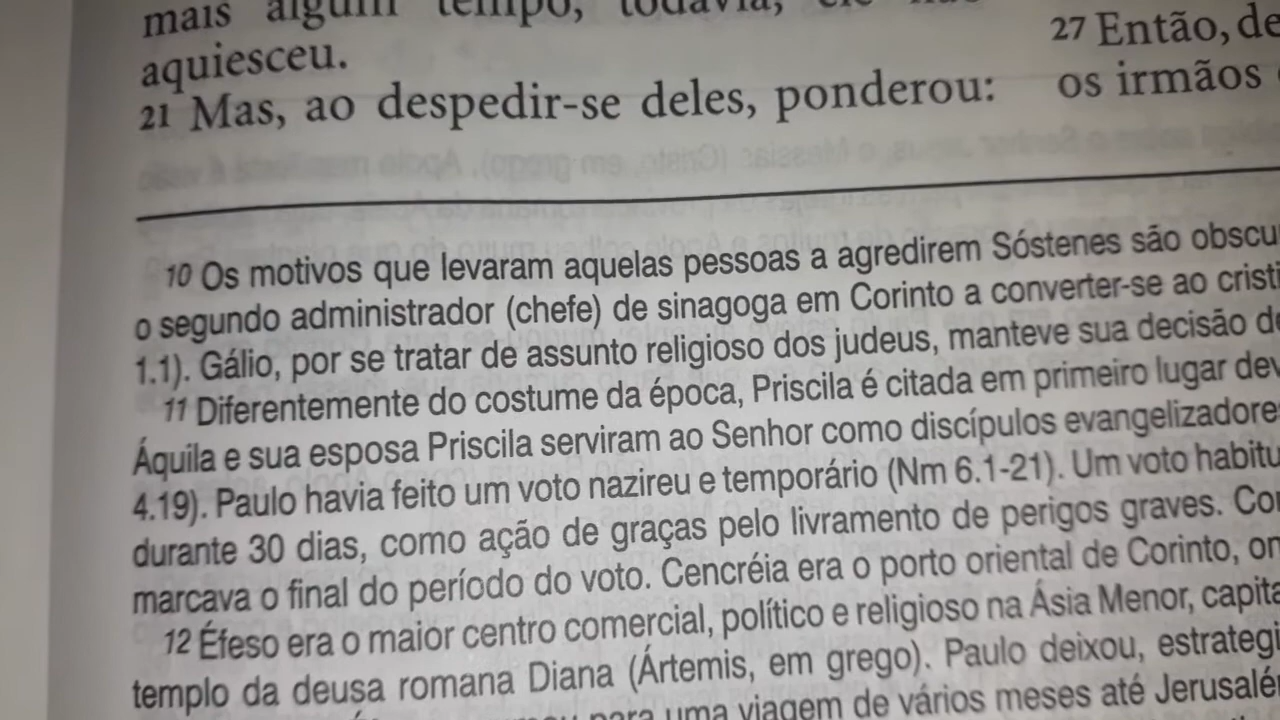 mais algum tempo, todavia, ele não
aquiesceu.
21 Mas, ao despedir-se deles, ponderou:
27 Então, de
os irmãos
10 Os motivos que levaram aquelas pessoas a agredirem Sóstenes são obscu
o segundo administrador (chefe) de sinagoga em Corinto a converter-se ao cristi
1.1). Gálio, por se tratar de assunto religioso dos judeus, manteve sua decisão d
11 Diferentemente do costume da época, Priscila é citada em primeiro lugar dev
Áquila e sua esposa Priscila serviram ao Senhor como discípulos evangelizadore
4.19). Paulo havia feito um voto nazireu e temporário (Nm 6.1-21). Um voto habitu
durante 30 dias, como ação de graças pelo livramento de perigos graves. Co
marcava o final do período do voto. Cencréia era o porto oriental de Corinto, on
12 Éfeso era o maior centro comercial, político e religioso na Ásia Menor, capita
templo da deusa romana Diana (Ártemis, em grego). Paulo deixou, estrategi
para uma viagem de vários meses até Jerusalé